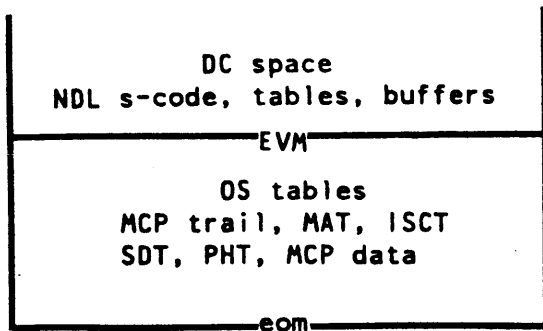 DC space
NDL s-code, tables, buffers
EVM
OS tables
MCP trail, MAT, ISCT
SDT, PHT, MCP data
eom